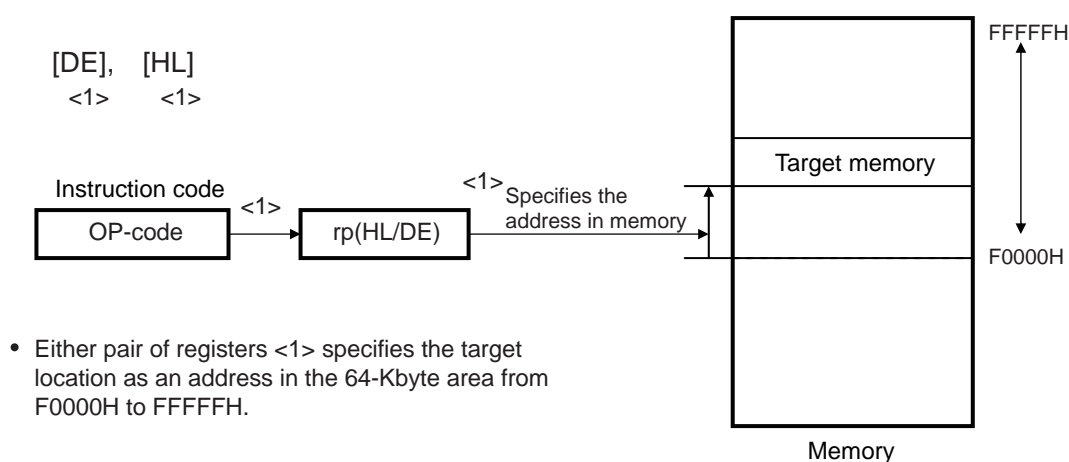 FFFFFH
[DE], [HL]
<1> <1>
Target memory
Instruction code
<1>
<1>
Specifies the
address in memory
OP-code
rp(HL/DE)
F0000H
• Either pair of registers <1> specifies the target
location as an address in the 64-Kbyte area from
F0000H to FFFFFH.
Memory